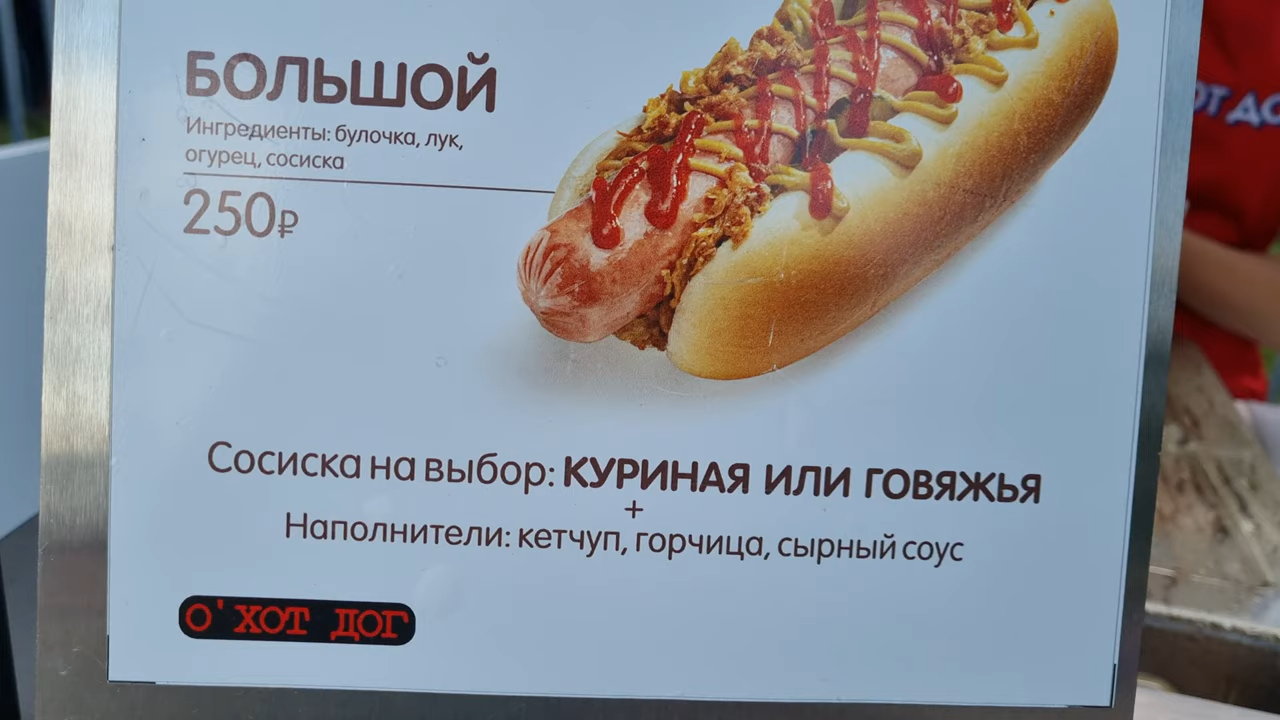 БОЛЬШОЙ
Ингредиенты: булочка, лук,
огурец, сосиска
250₽
Сосиска на выбор: КУРИНАЯ ИЛИ ГОВЯЖЬЯ
+
Наполнители: кетчуп, горчица, сырный соус
О'ХОТ ДОГ